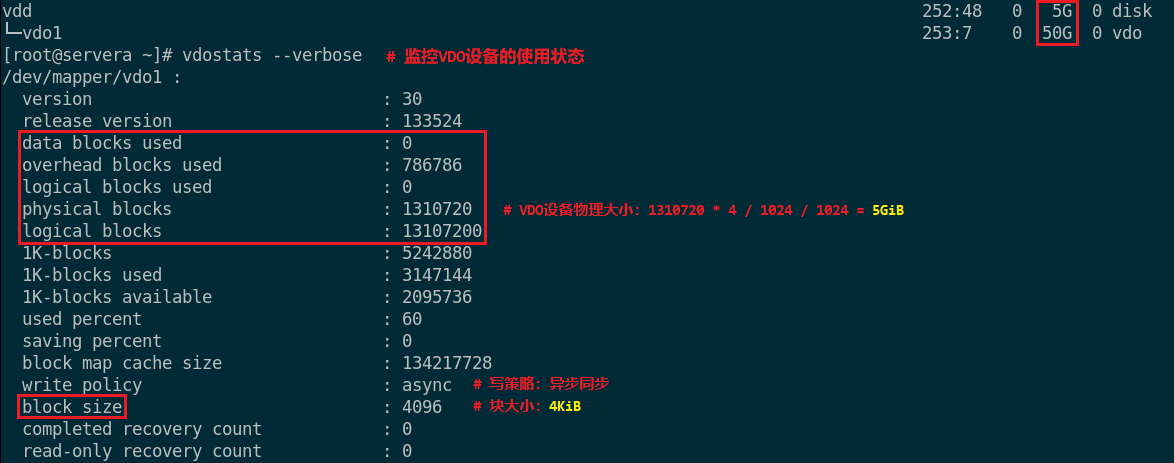 vdd 252:48 0 5G 0 disk
└─vdo1 253:7 0 50G 0 vdo
[root@servera ~]# vdostats --verbose # 监控VDO设备的使用状态
/dev/mapper/vdo1 :
version : 30
release version : 133524
data blocks used : 0
overhead blocks used : 786786
logical blocks used : 0
physical blocks : 1310720 # VDO设备物理大小: 1310720 * 4 / 1024 / 1024 = 5GiB
logical blocks : 13107200
1K-blocks : 5242880
1K-blocks used : 3147144
1K-blocks available : 2095736
used percent : 60
saving percent : 0
block map cache size : 134217728
write policy : async # 写策略: 异步同步
block size : 4096 # 块大小: 4KiB
completed recovery count : 0
read-only recovery count : 0